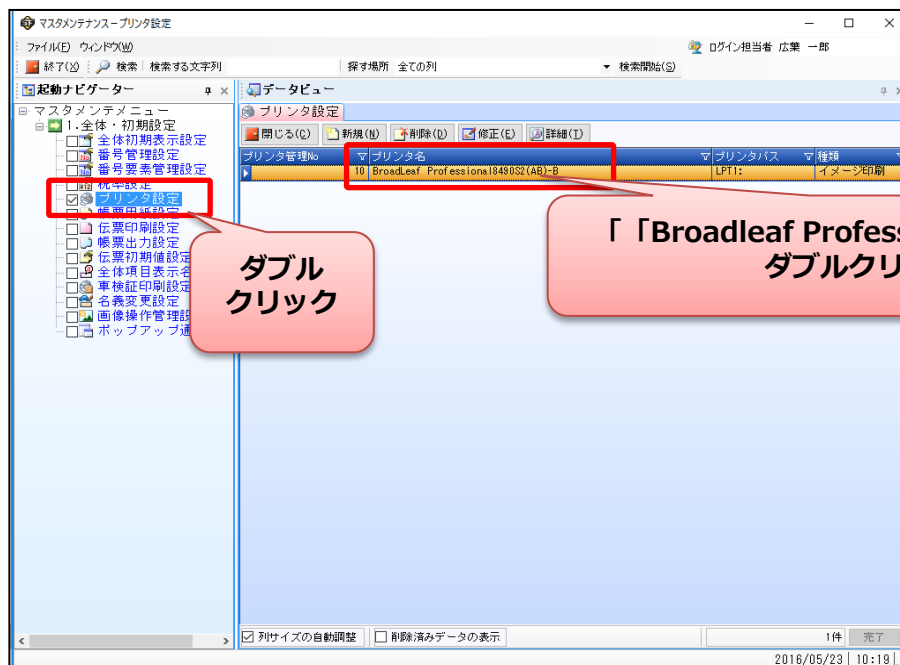 マスタメンテナンス－プリンタ設定
ファイル(F) ウィンドウ(W)
ログイン担当者 広葉 一郎
終了(X) 検索 検索する文字列 探す場所 全ての列 検索開始(S)
起動ナビゲーター
データビュー
マスタメンテメニュー
1.全体・初期設定
全体初期表示設定
番号管理設定
番号要素管理設定
税率設定
プリンタ設定
帳票用紙設定
伝票印刷設定
帳票出力設定
伝票初期値設定
全体項目表示名
車検証印刷設定
名義変更設定
画像操作管理設
ポップアップ通
プリンタ設定
閉じる(C) 新規(N) 削除(D) 修正(E) 詳細(T)
プリンタ管理No プリンタ名 プリンタパス 種類
10 BroadLeaf Professional8490S2(AB)-B LPT1: イメージ印刷
ダブル
クリック
「「Broadleaf Profess
ダブルクリ
列サイズの自動調整 削除済みデータの表示
1件 完了
2016/05/23 10:19